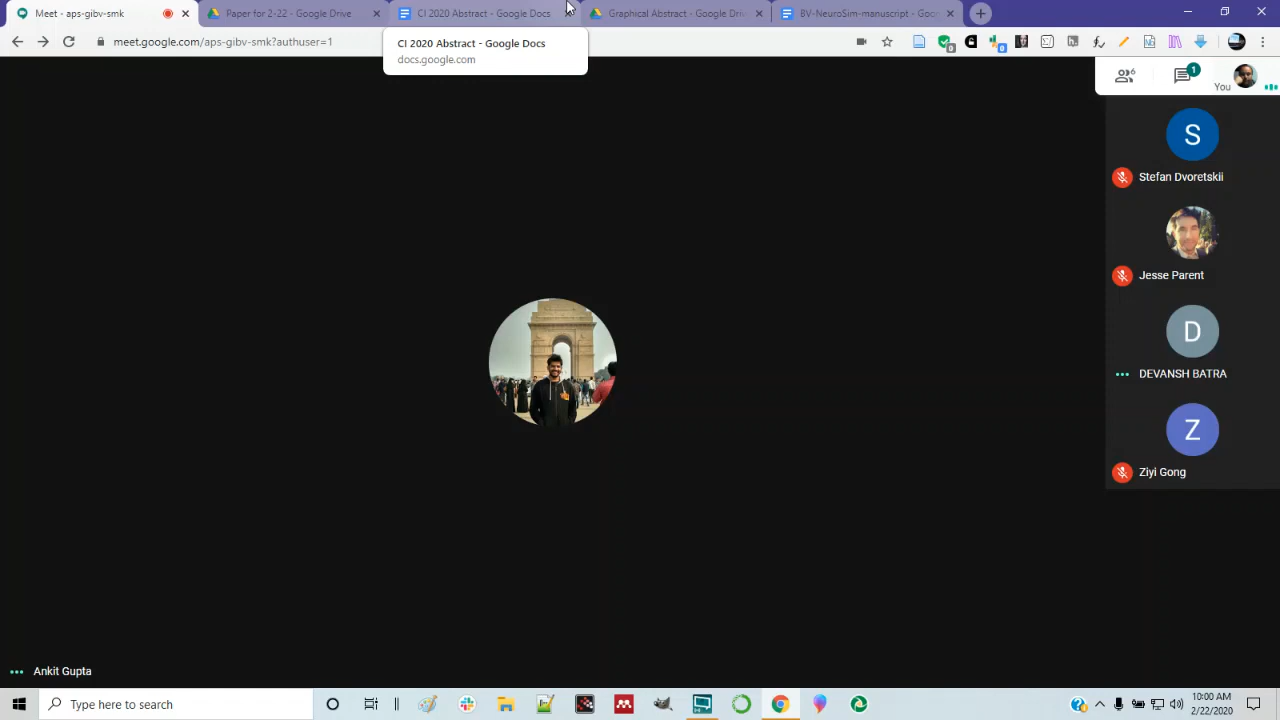 Meet - aps-gibv-smk
Paper for 2-22 - Google Drive
CI 2020 Abstract - Google Docs
Graphical Abstract - Google Dri
BV-NeuroSim-manuscript - Goo
meet.google.com/aps-gibv-smk?authuser=1
CI 2020 Abstract - Google Docs
docs.google.com
0
0
6
1
You
S
Stefan Dvoretskii
Jesse Parent
D
DEVANSH BATRA
Z
Ziyi Gong
Ankit Gupta
Type here to search
10:00 AM
2/22/2020